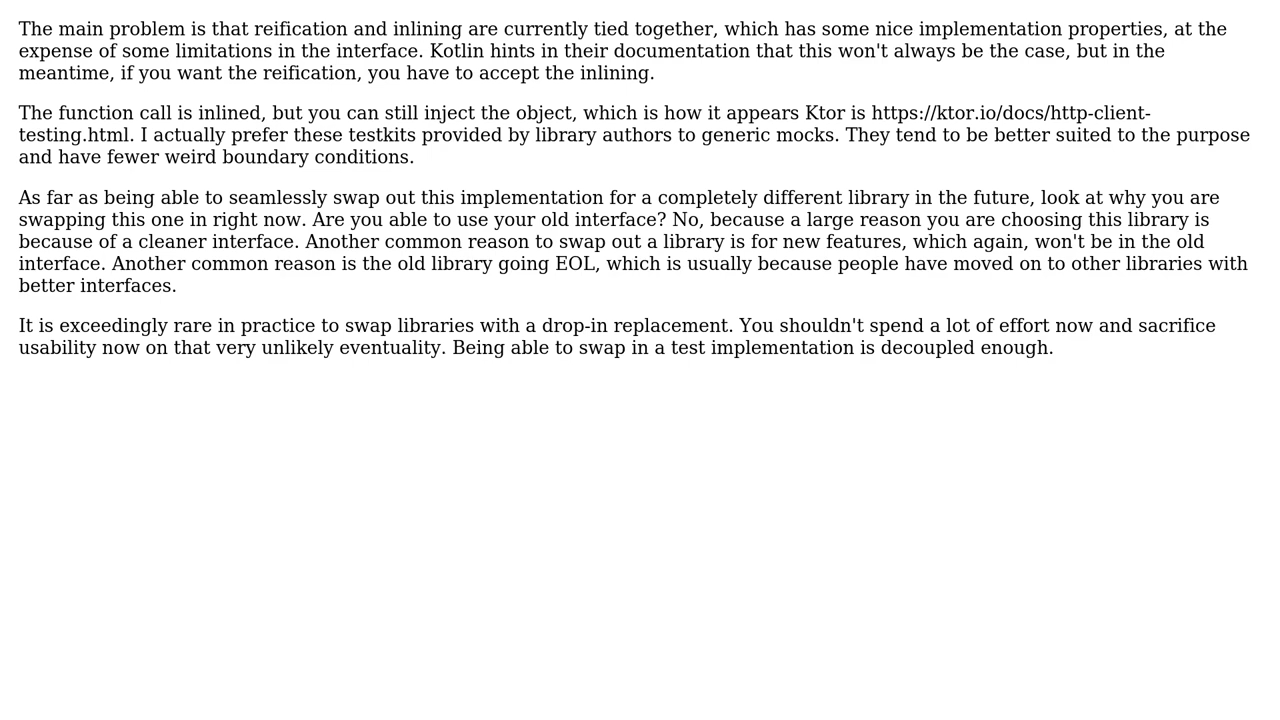 The main problem is that reification and inlining are currently tied together, which has some nice implementation properties, at the
expense of some limitations in the interface. Kotlin hints in their documentation that this won't always be the case, but in the
meantime, if you want the reification, you have to accept the inlining.
The function call is inlined, but you can still inject the object, which is how it appears Ktor is https://ktor.io/docs/http-client-
testing.html. I actually prefer these testkits provided by library authors to generic mocks. They tend to be better suited to the purpose
and have fewer weird boundary conditions.
As far as being able to seamlessly swap out this implementation for a completely different library in the future, look at why you are
swapping this one in right now. Are you able to use your old interface? No, because a large reason you are choosing this library is
because of a cleaner interface. Another common reason to swap out a library is for new features, which again, won't be in the old
interface. Another common reason is the old library going EOL, which is usually because people have moved on to other libraries with
better interfaces.
It is exceedingly rare in practice to swap libraries with a drop-in replacement. You shouldn't spend a lot of effort now and sacrifice
usability now on that very unlikely eventuality. Being able to swap in a test implementation is decoupled enough.